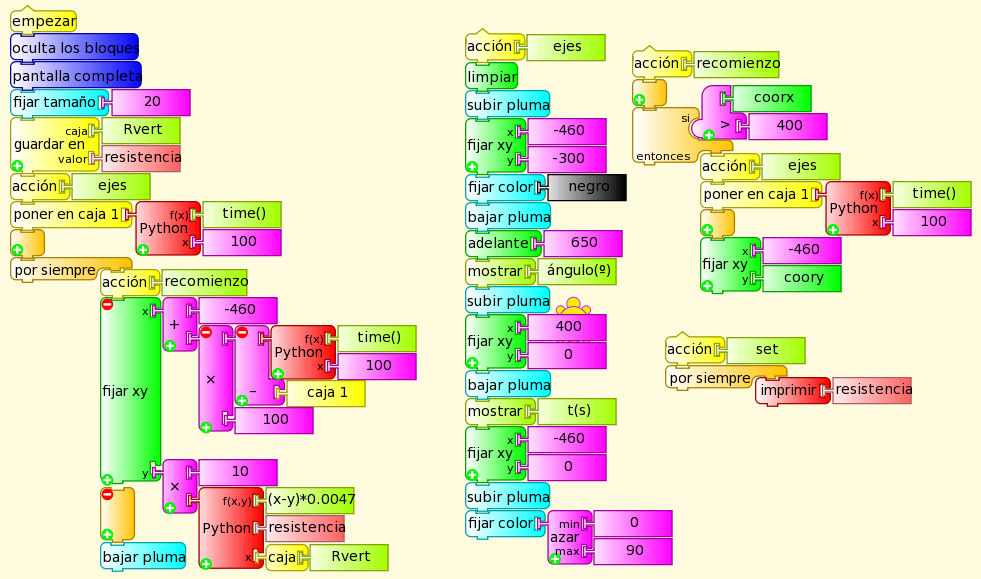 empezar
oculta los bloques
pantalla completa
fijar tamaño 20
caja Rvert
guardar en
valor resistencia
acción ejes
poner en caja 1 Python f(x) time()
x 100
por siempre
acción recomienzo
fijar xy x + -460
× − Python f(x) time()
x 100
caja 1
100
y × 10
Python f(x,y) (x-y)*0.0047
resistencia
x caja Rvert
bajar pluma
acción ejes
limpiar
subir pluma
fijar xy x -460
y -300
fijar color negro
bajar pluma
adelante 650
mostrar ángulo(º)
subir pluma
fijar xy x 400
y 0
bajar pluma
mostrar t(s)
fijar xy x -460
y 0
subir pluma
fijar color azar min 0
max 90
acción recomienzo
si coorx
> 400
entonces
acción ejes
poner en caja 1 Python f(x) time()
x 100
fijar xy x -460
y coory
acción set
por siempre
imprimir resistencia